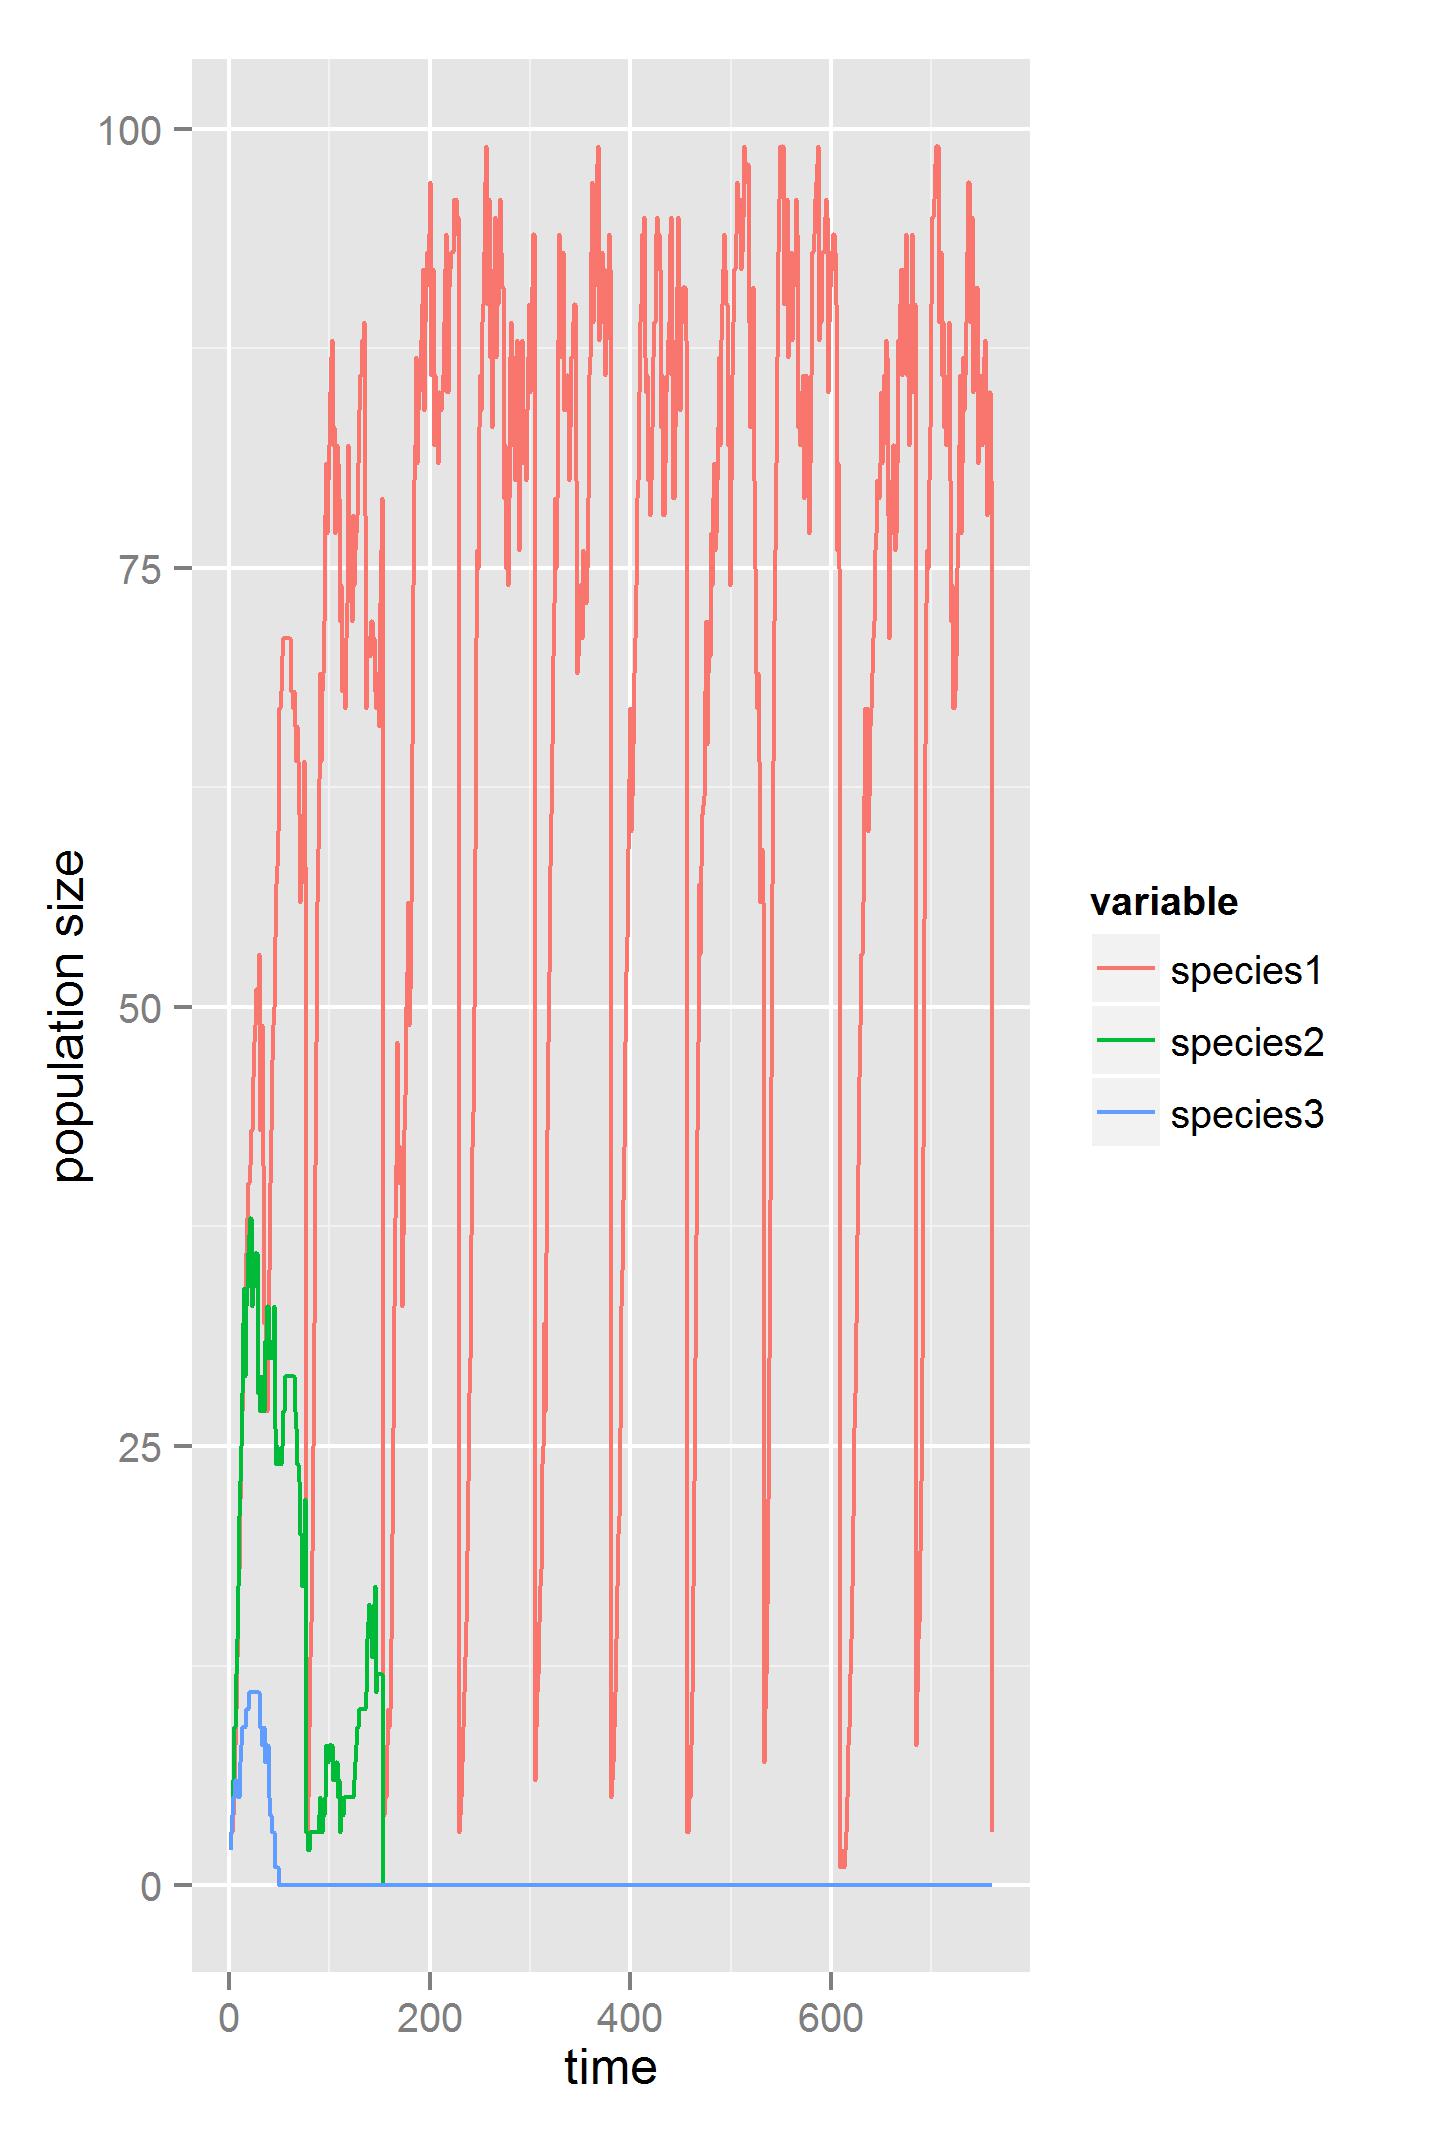 100
75
50
25
0
population size
0 200 400 600
time
variable
species1
species2
species3